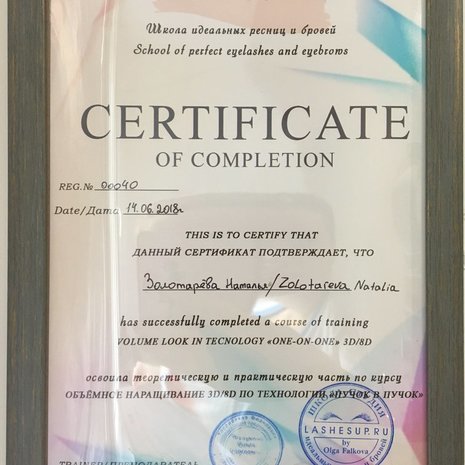 Школа идеальных ресниц и бровей
School of perfect eyelashes and eyebrows
CERTIFICATE
OF COMPLETION
REG.№ 00040
Date/Дата 14.06.2018г
THIS IS TO CERTIFY THAT
ДАННЫЙ СЕРТИФИКАТ ПОДТВЕРЖДАЕТ, ЧТО
Золотарёва Наталья/Zolotareva Natalia
has successfully completed a course of training
VOLUME LOOK IN TECNOLOGY «ONE-ON-ONE» 3D/8D
освоила теоретическую и практическую часть по курсу
ОБЪЁМНОЕ НАРАЩИВАНИЕ 3D/8D ПО ТЕХНОЛОГИИ «ПУЧОК В ПУЧОК»
LASHESUP.RU
by
Olga Falkova
TRAINER/ПРЕПОДАВАТЕЛЬ